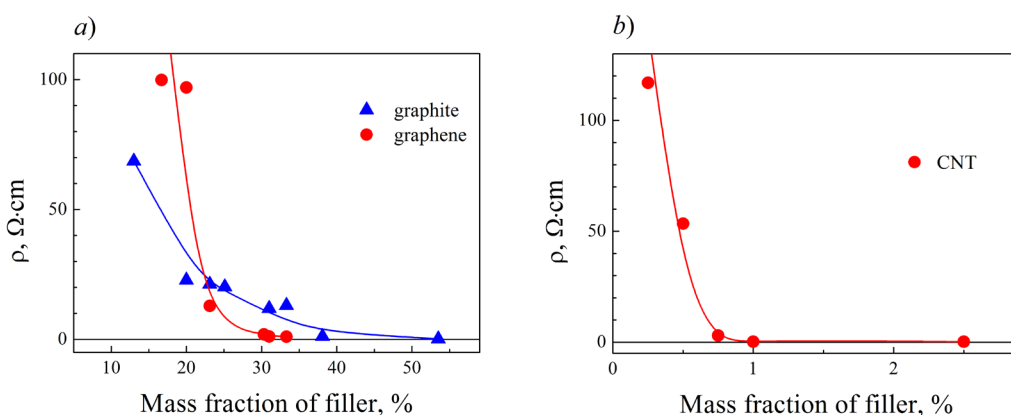 a)
100
50
0
ρ, Ω·cm
graphite
graphene
10 20 30 40 50
Mass fraction of filler, %
b)
100
50
0
ρ, Ω·cm
CNT
0 1 2
Mass fraction of filler, %